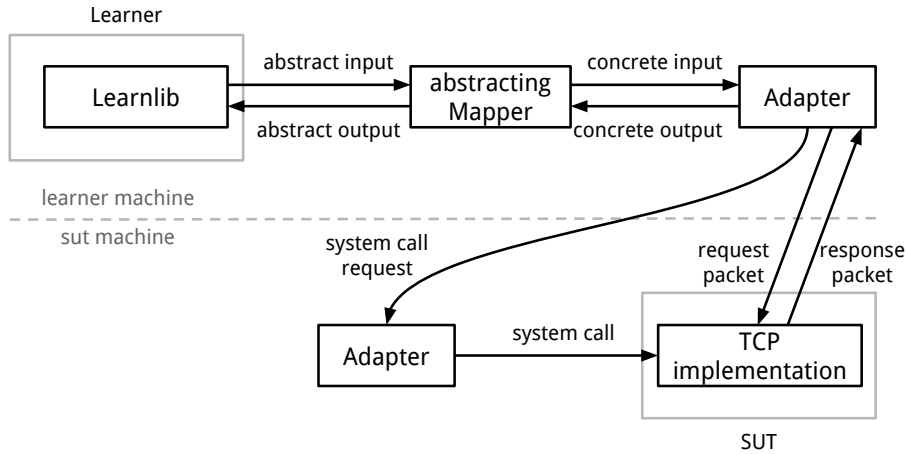 Learner
abstract input
concrete input
Learnlib
abstracting
Mapper
Adapter
abstract output
concrete output
learner machine
sut machine
system call
request
request
packet
response
packet
Adapter
system call
TCP
implementation
SUT